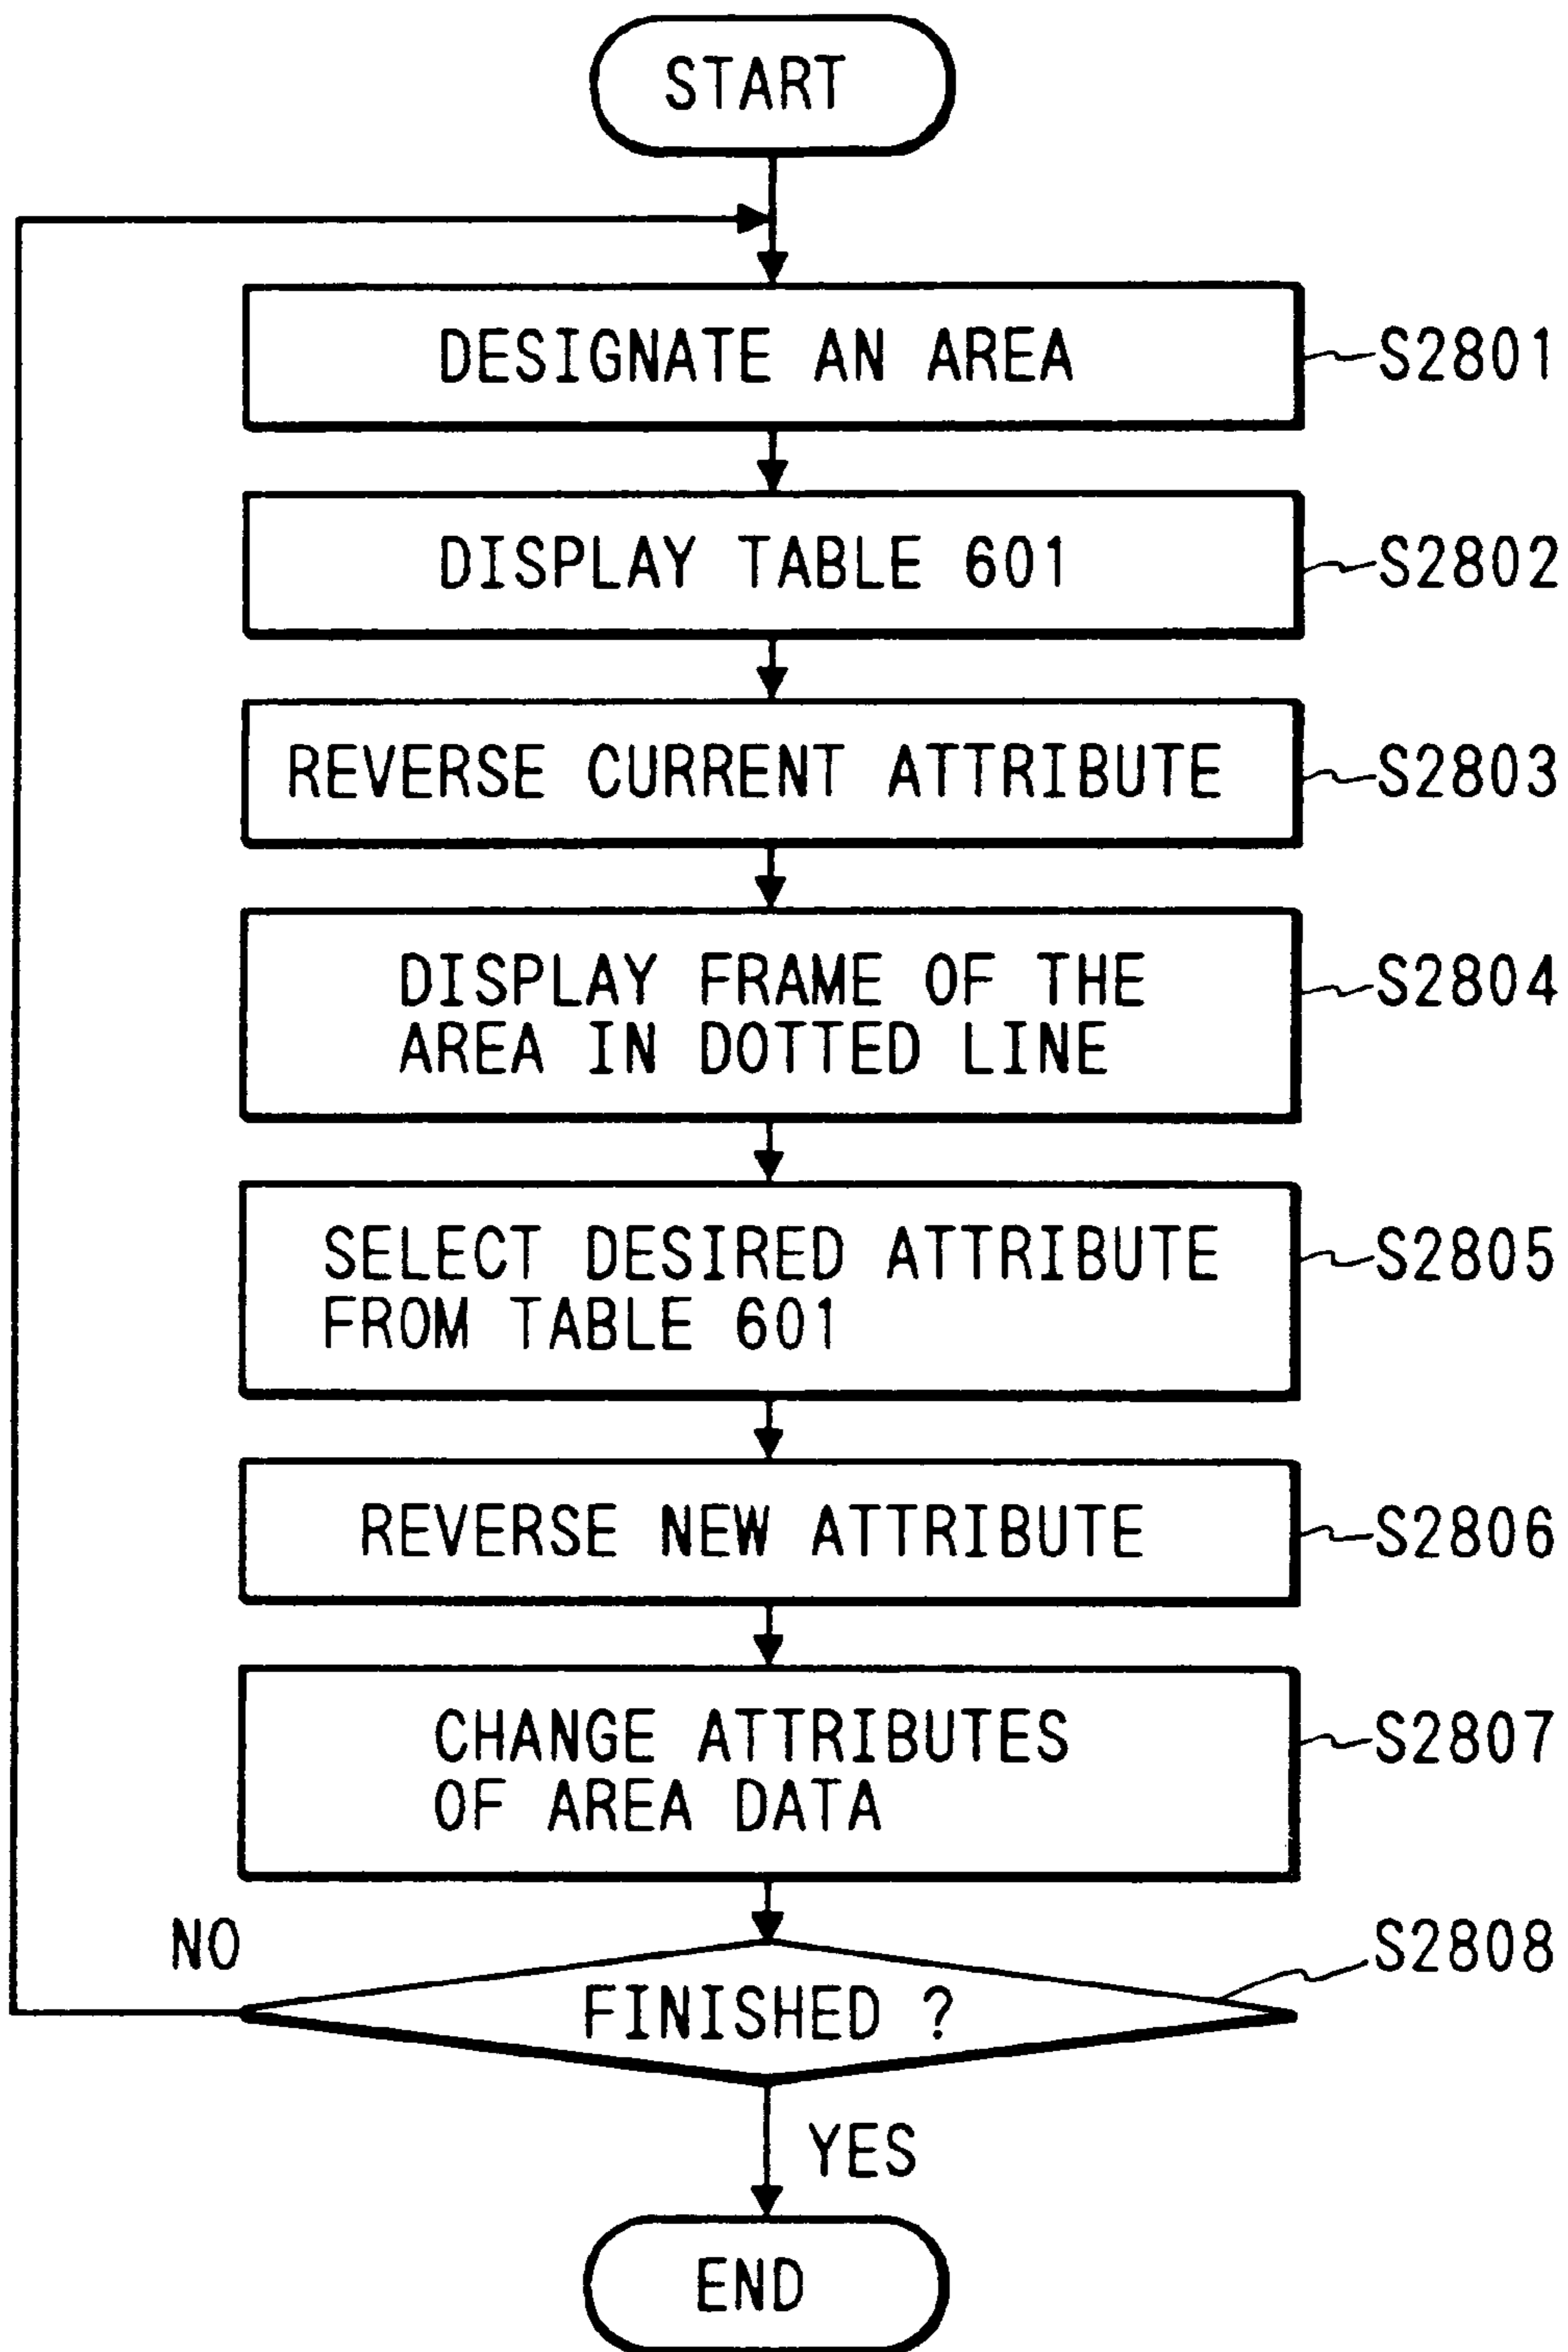 START
DESIGNATE AN AREA
S2801
DISPLAY TABLE 601
S2802
REVERSE CURRENT ATTRIBUTE
S2803
DISPLAY FRAME OF THE
AREA IN DOTTED LINE
S2804
SELECT DESIRED ATTRIBUTE
FROM TABLE 601
S2805
REVERSE NEW ATTRIBUTE
S2806
CHANGE ATTRIBUTES
OF AREA DATA
S2807
NO
S2808
FINISHED ?
YES
END